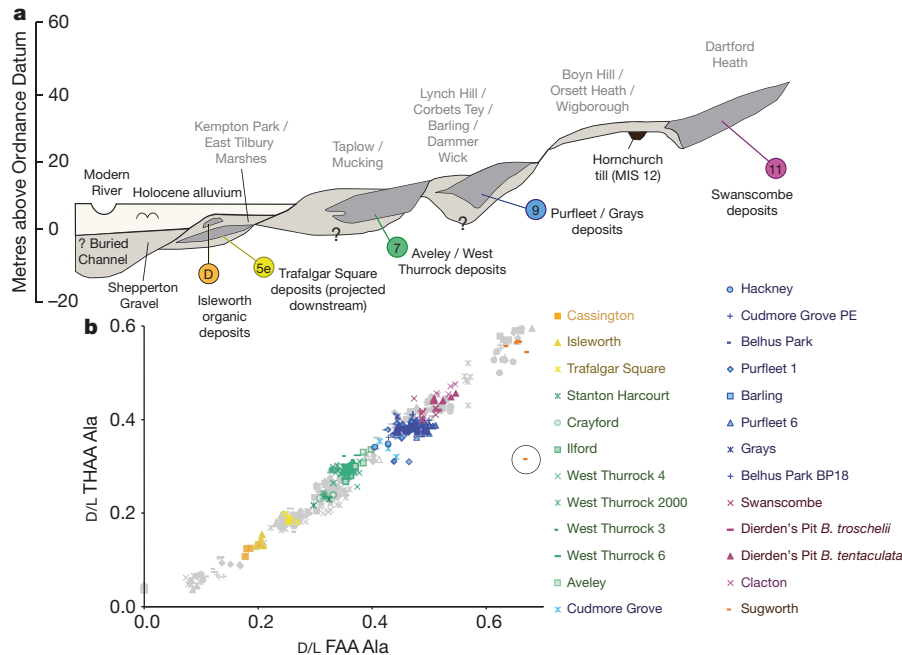 a
60
40
20
0
−20
Metres above Ordnance Datum
Dartford
Heath
Boyn Hill /
Orsett Heath /
Wigborough
Lynch Hill /
Corbets Tey /
Barling /
Dammer
Wick
Kempton Park /
East Tilbury
Marshes
Taplow /
Mucking
Modern
River
Holocene alluvium
Hornchurch
till (MIS 12)
11
Swanscombe
deposits
9
Purfleet / Grays
deposits
?
?
7
Aveley / West
Thurrock deposits
? Buried
Channel
D
5e
Trafalgar Square
deposits (projected
downstream)
Shepperton
Gravel
Isleworth
organic
deposits
b
0.6
0.4
0.2
0.0
D/L THAA Ala
0.0 0.2 0.4 0.6
D/L FAA Ala
Cassington
Isleworth
Trafalgar Square
Stanton Harcourt
Crayford
Ilford
West Thurrock 4
West Thurrock 2000
West Thurrock 3
West Thurrock 6
Aveley
Cudmore Grove
Hackney
Cudmore Grove PE
Belhus Park
Purfleet 1
Barling
Purfleet 6
Grays
Belhus Park BP18
Swanscombe
Dierden's Pit B. troschelii
Dierden's Pit B. tentaculata
Clacton
Sugworth